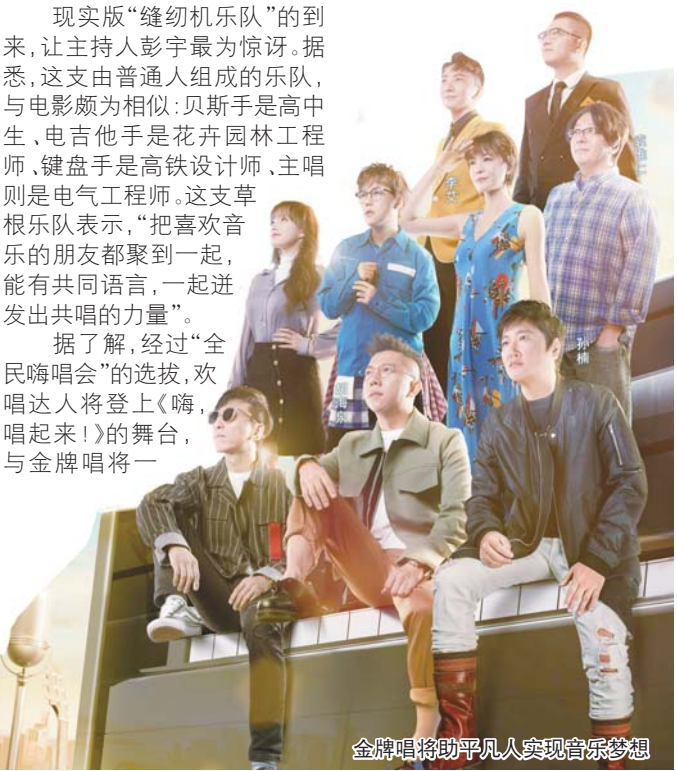 现实版“缝纫机乐队”的到
来,让主持人彭宇最为惊讶。据
悉,这支由普通人组成的乐队,
与电影颇为相似:贝斯手是高中
生、电吉他手是花卉园林工程
师、键盘手是高铁设计师、主唱
则是电气工程师。这支草
根乐队表示,“把喜欢音
乐的朋友都聚到一起,
能有共同语言,一起迸
发出共唱的力量”。
据了解,经过“全
民嗨唱会”的选拔,欢
唱达人将登上《嗨,
唱起来!》的舞台,
与金牌唱将一
李艾
孙楠
金牌唱将助平凡人实现音乐梦想